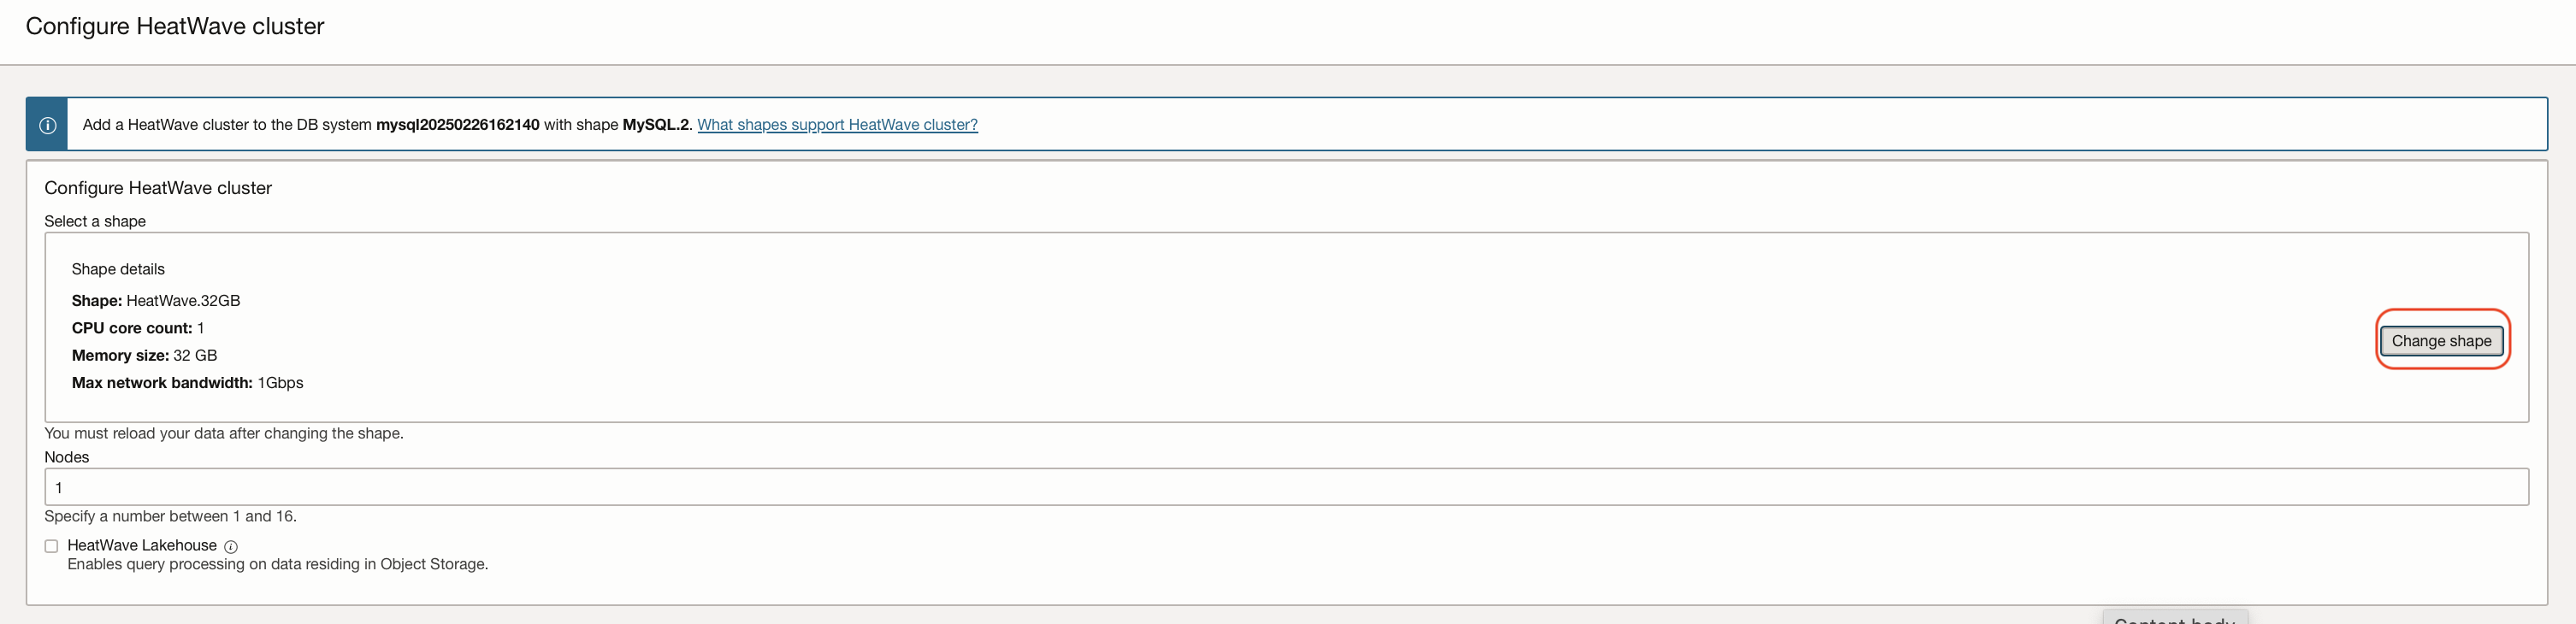 Configure HeatWave cluster
Add a HeatWave cluster to the DB system mysql20250226162140 with shape MySQL.2. What shapes support HeatWave cluster?
Configure HeatWave cluster
Select a shape
Shape details
Shape: HeatWave.32GB
CPU core count: 1
Memory size: 32 GB
Max network bandwidth: 1Gbps
Change shape
You must reload your data after changing the shape.
Nodes
1
Specify a number between 1 and 16.
HeatWave Lakehouse
Enables query processing on data residing in Object Storage.
Content body